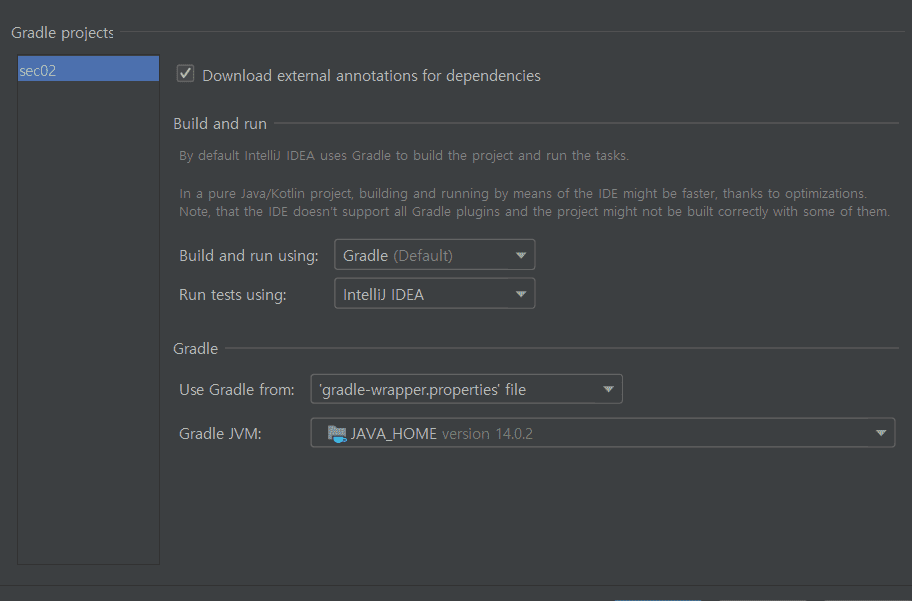 Gradle projects
sec02
Download external annotations for dependencies
Build and run
By default IntelliJ IDEA uses Gradle to build the project and run the tasks.
In a pure Java/Kotlin project, building and running by means of the IDE might be faster, thanks to optimizations.
Note, that the IDE doesn't support all Gradle plugins and the project might not be built correctly with some of them.
Build and run using: Gradle (Default)
Run tests using: IntelliJ IDEA
Gradle
Use Gradle from: 'gradle-wrapper.properties' file
Gradle JVM: JAVA_HOME version 14.0.2